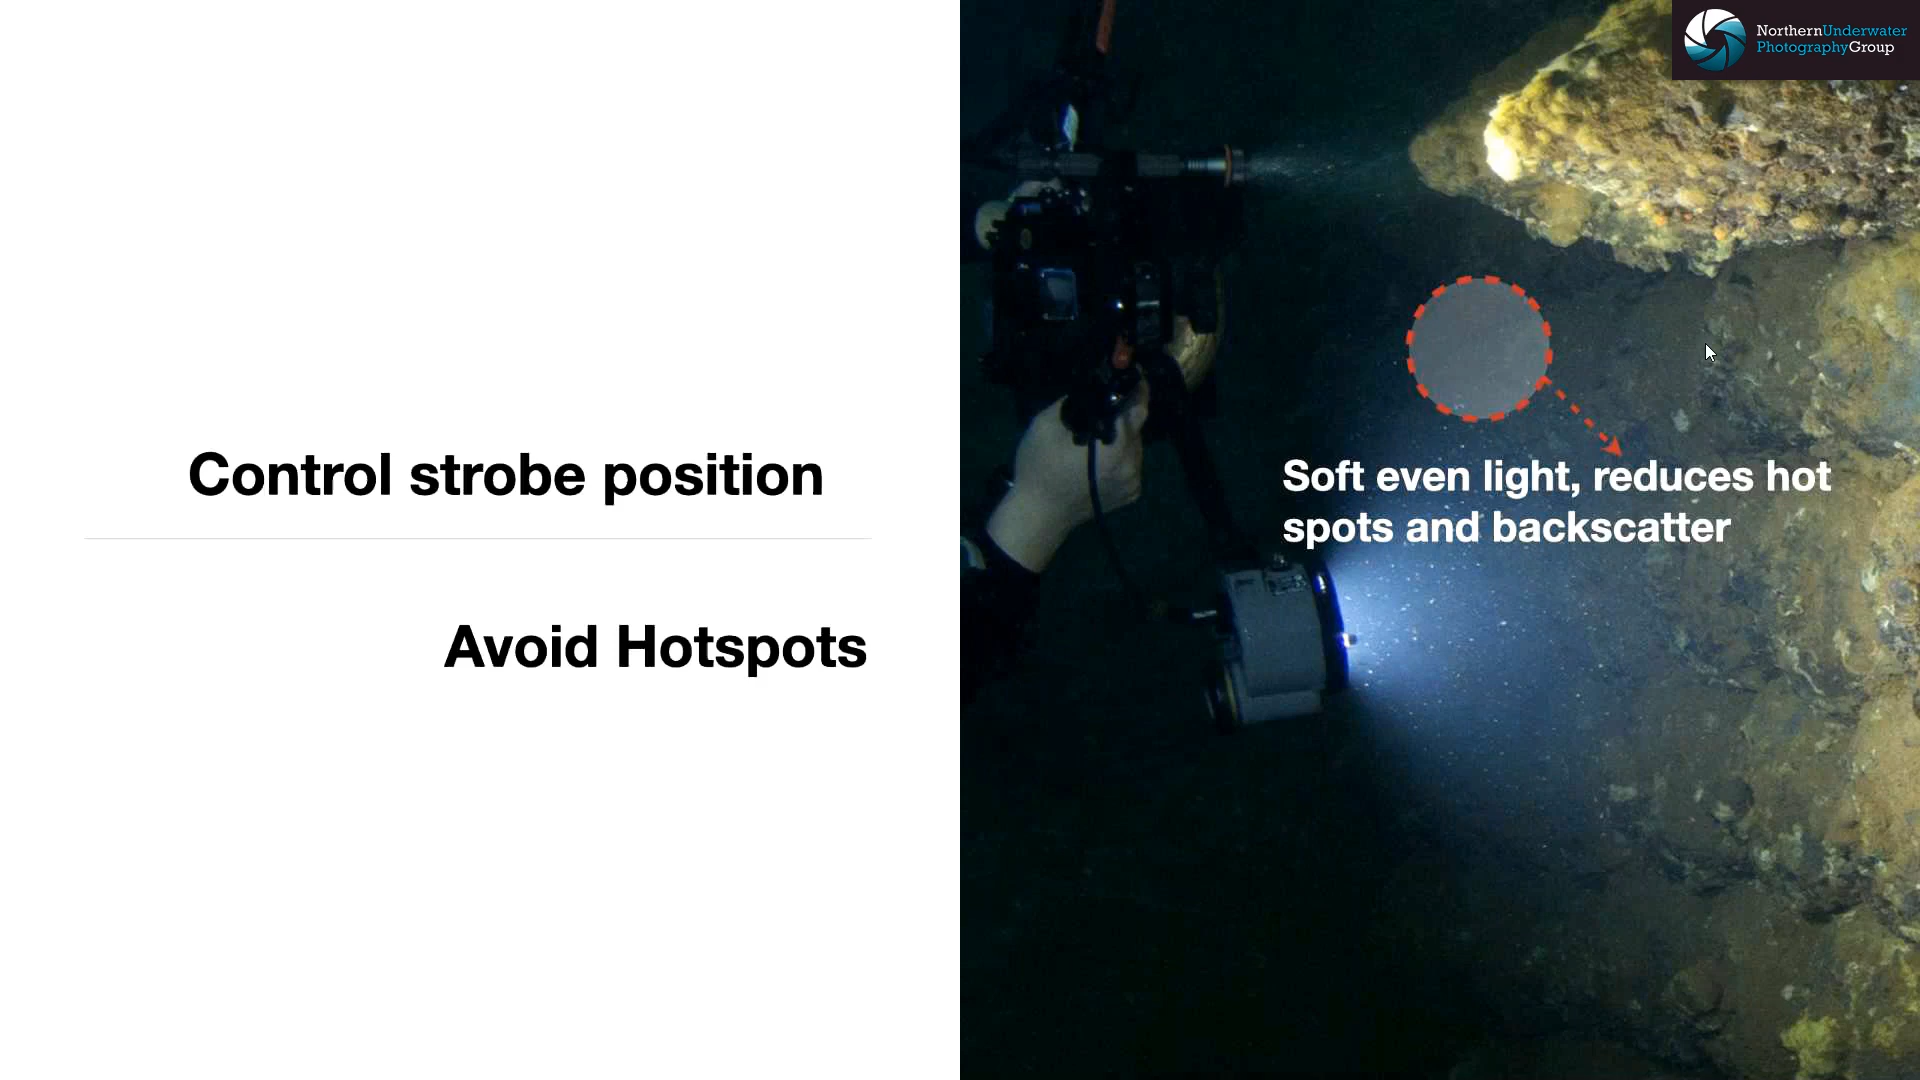 Control strobe position
Avoid Hotspots
NorthernUnderwater
PhotographyGroup
Soft even light, reduces hot
spots and backscatter